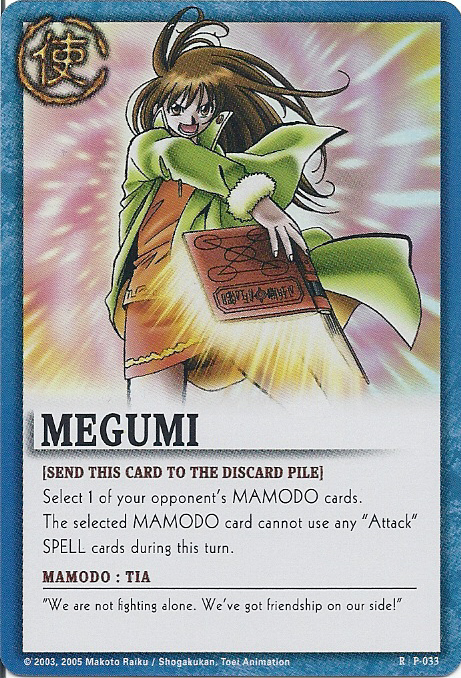 使
MEGUMI
[SEND THIS CARD TO THE DISCARD PILE]
Select 1 of your opponent's MAMODO cards.
The selected MAMODO card cannot use any "Attack"
SPELL cards during this turn.
MAMODO : TIA
"We are not fighting alone. We've got friendship on our side!"
© 2003, 2005 Makoto Raiku / Shogakukan, Toei Animation
R | P-033